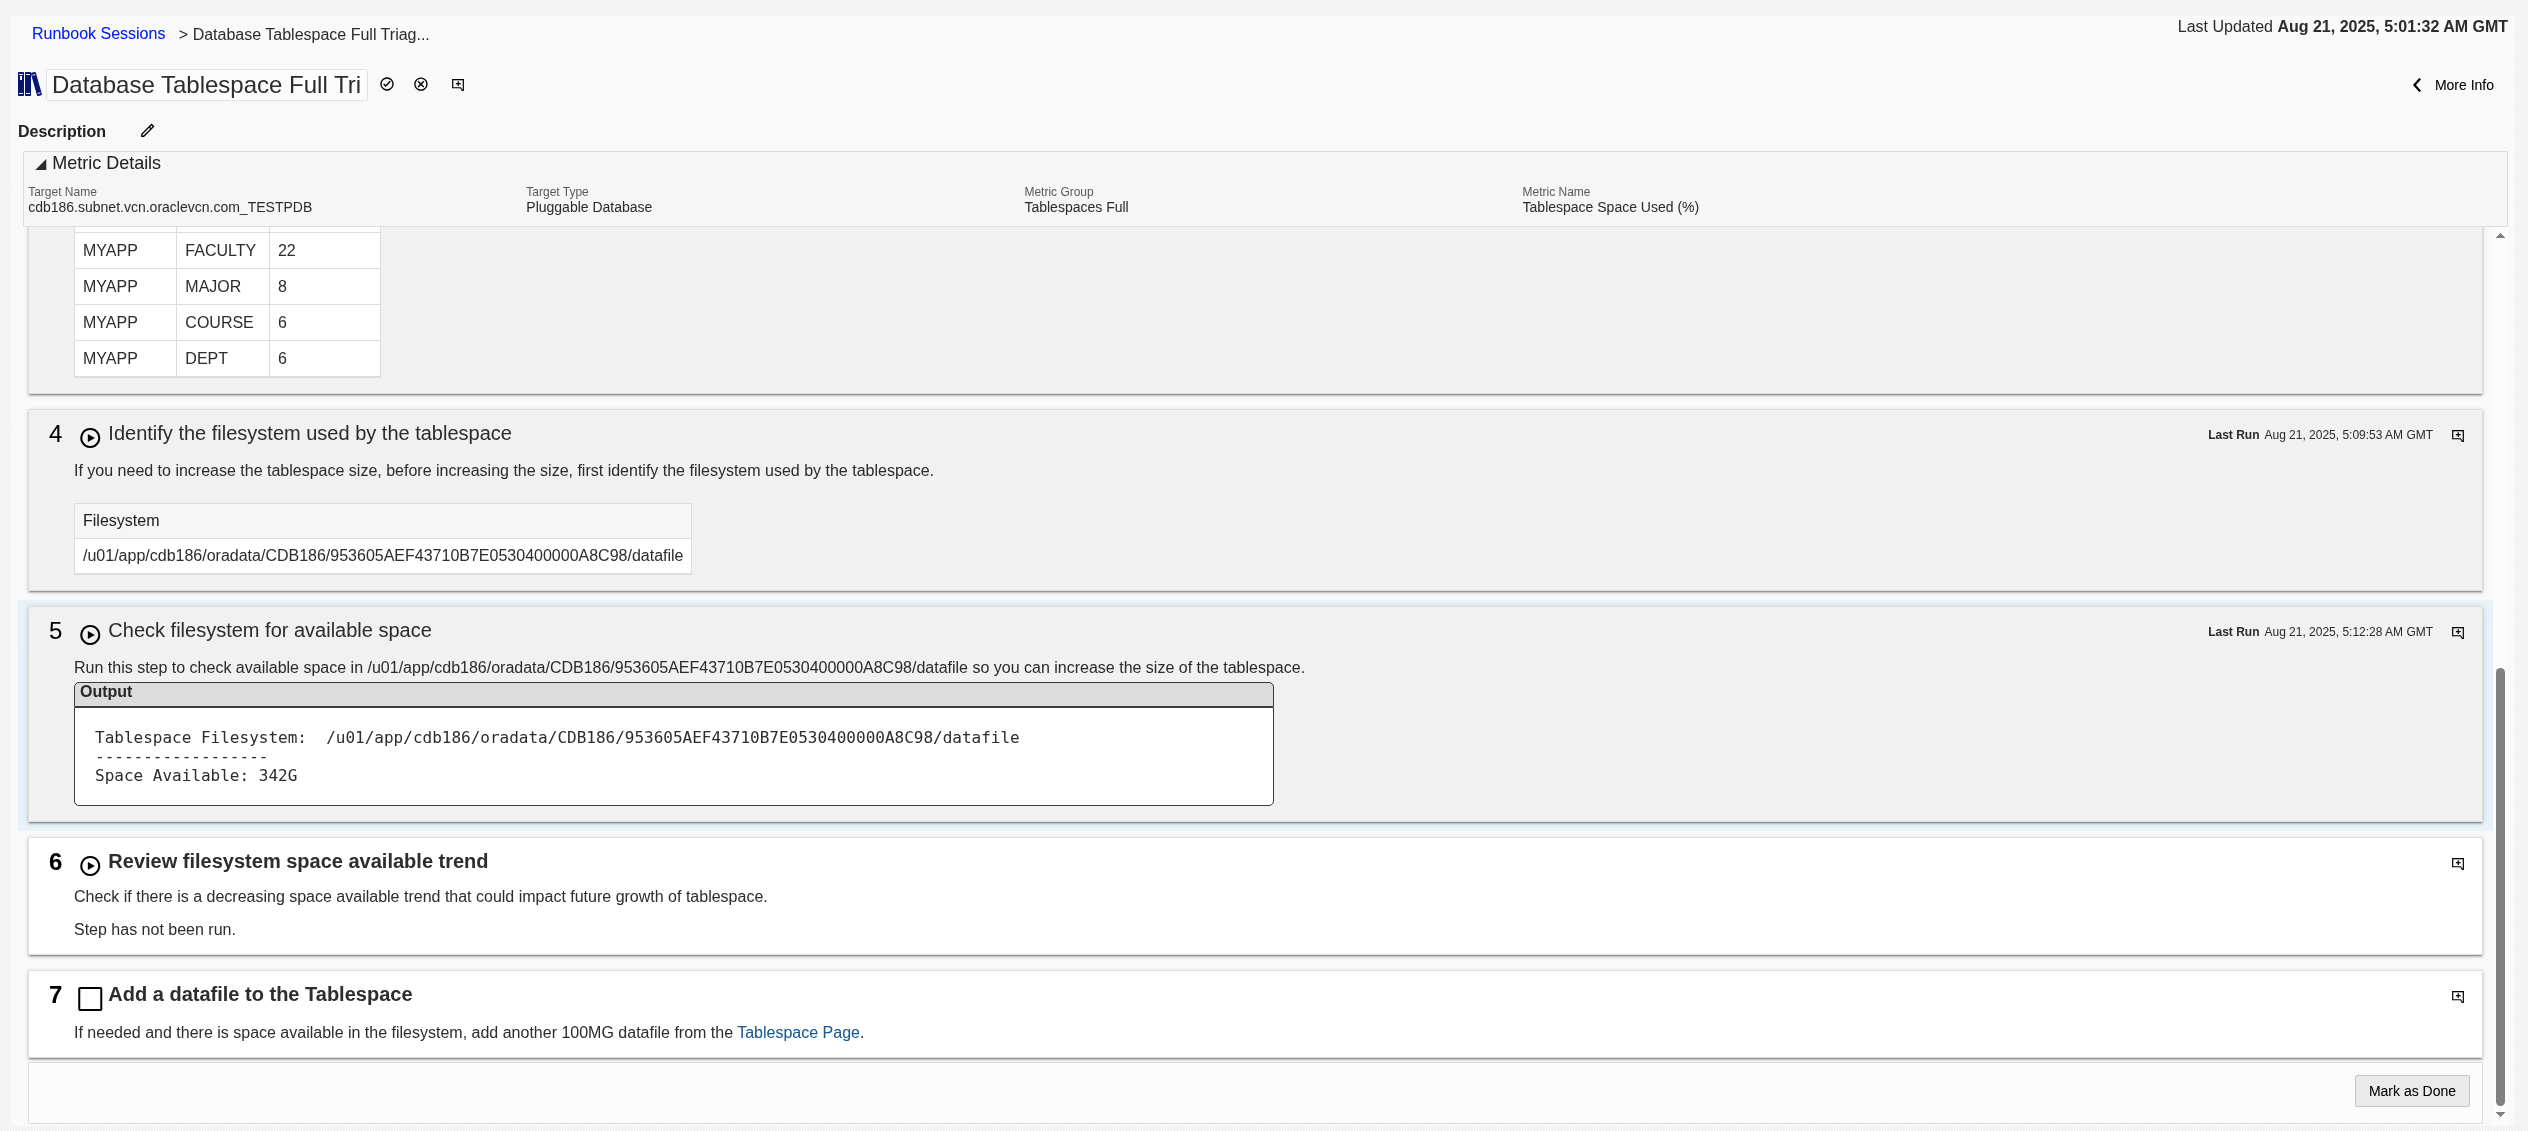 Runbook Sessions > Database Tablespace Full Triag...
Last Updated Aug 21, 2025, 5:01:32 AM GMT
Database Tablespace Full Tri
More Info
Description
Metric Details
Target Name Target Type Metric Group Metric Name
cdb186.subnet.vcn.oraclevcn.com_TESTPDB Pluggable Database Tablespaces Full Tablespace Space Used (%)
MYAPP FACULTY 22
MYAPP MAJOR 8
MYAPP COURSE 6
MYAPP DEPT 6
4 Identify the filesystem used by the tablespace Last Run Aug 21, 2025, 5:09:53 AM GMT
If you need to increase the tablespace size, before increasing the size, first identify the filesystem used by the tablespace.
Filesystem
/u01/app/cdb186/oradata/CDB186/953605AEF43710B7E0530400000A8C98/datafile
5 Check filesystem for available space Last Run Aug 21, 2025, 5:12:28 AM GMT
Run this step to check available space in /u01/app/cdb186/oradata/CDB186/953605AEF43710B7E0530400000A8C98/datafile so you can increase the size of the tablespace.
Output
Tablespace Filesystem:  /u01/app/cdb186/oradata/CDB186/953605AEF43710B7E0530400000A8C98/datafile
------------------
Space Available: 342G
6 Review filesystem space available trend
Check if there is a decreasing space available trend that could impact future growth of tablespace.
Step has not been run.
7 Add a datafile to the Tablespace
If needed and there is space available in the filesystem, add another 100MG datafile from the Tablespace Page.
Mark as Done